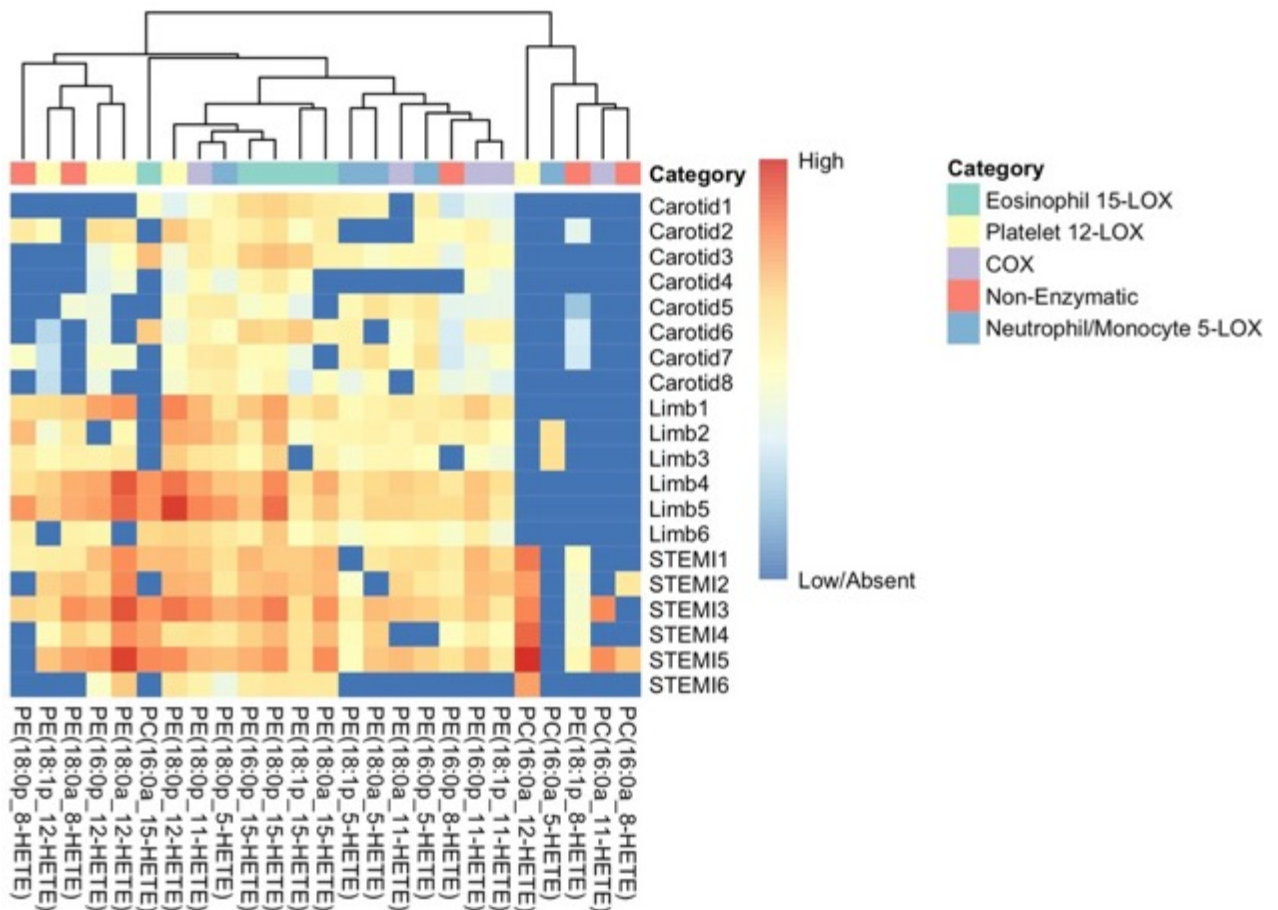 High
Category
Category
Eosinophil 15-LOX
Carotid1
Platelet 12-LOX
Carotid2
COX
Carotid3
Non-Enzymatic
Carotid4
Neutrophil/Monocyte 5-LOX
Carotid5
Carotid6
Carotid7
Carotid8
Limb1
Limb2
Limb3
Limb4
Limb5
Limb6
STEMI1
Low/Absent
STEMI2
STEMI3
STEMI4
STEMI5
STEMI6
PE(18:0p_8-HETE)
PE(18:1p_12-HETE)
PE(18:0a_8-HETE)
PE(16:0p_12-HETE)
PE(18:0a_12-HETE)
PC(16:0a_15-HETE)
PE(18:0p_12-HETE)
PE(18:0p_11-HETE)
PE(18:0p_5-HETE)
PE(16:0p_15-HETE)
PE(18:0p_15-HETE)
PE(18:1p_15-HETE)
PE(18:0a_15-HETE)
PE(18:1p_5-HETE)
PE(18:0a_5-HETE)
PE(18:0a_11-HETE)
PE(16:0p_5-HETE)
PE(16:0p_8-HETE)
PE(16:0p_11-HETE)
PE(18:1p_11-HETE)
PC(16:0a_12-HETE)
PC(16:0a_5-HETE)
PE(18:1p_8-HETE)
PC(16:0a_11-HETE)
PC(16:0a_8-HETE)